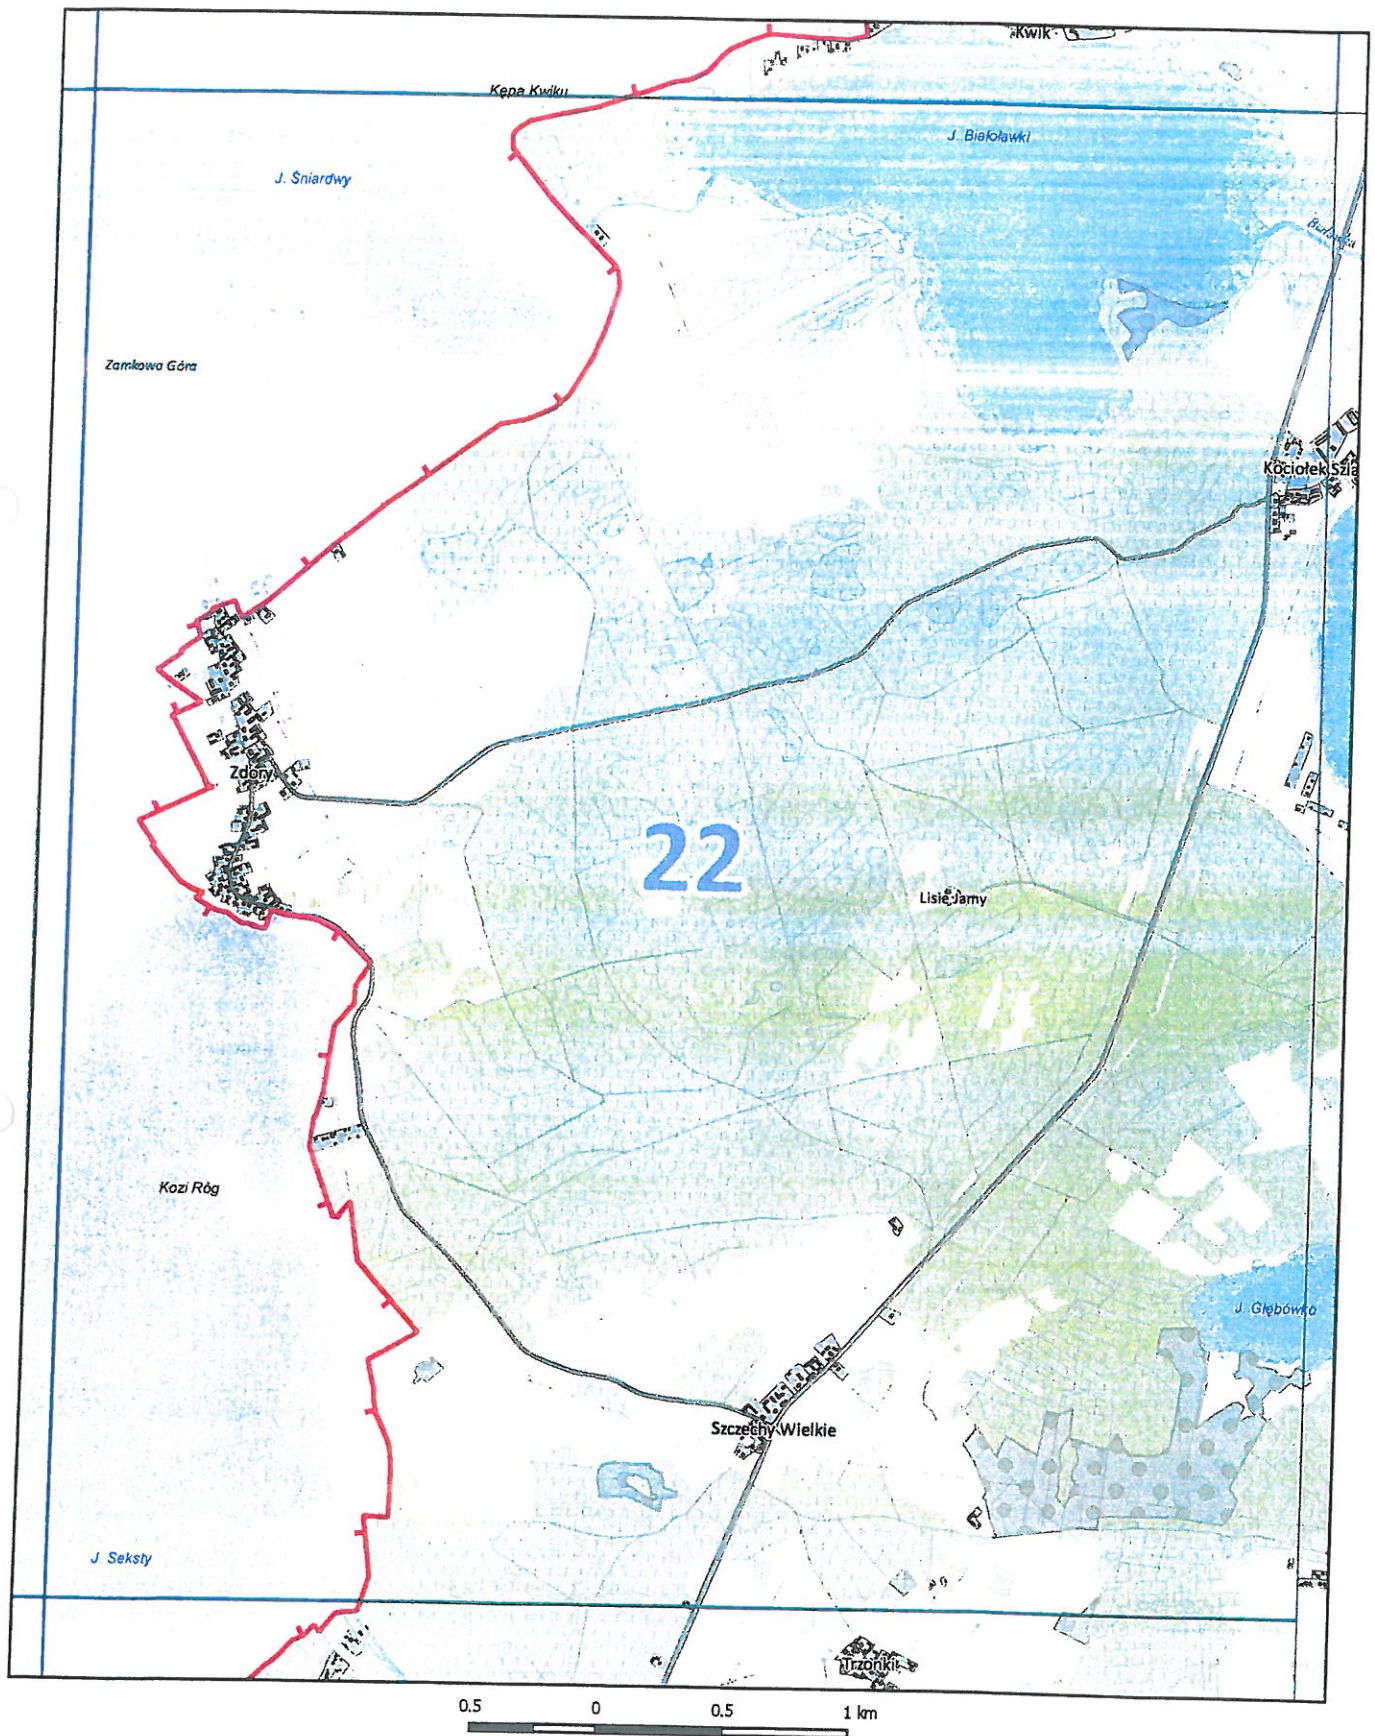 Kwik
Kępa Kwiku
J. Białoławki
J. Śniardwy
Zamkowa Góra
Kociołek Szla
Zdory
22
Lisie Jamy
Kozi Róg
J. Głębówko
Szczechy Wielkie
J. Seksty
Trzonki
0.5 0 0.5 1 km